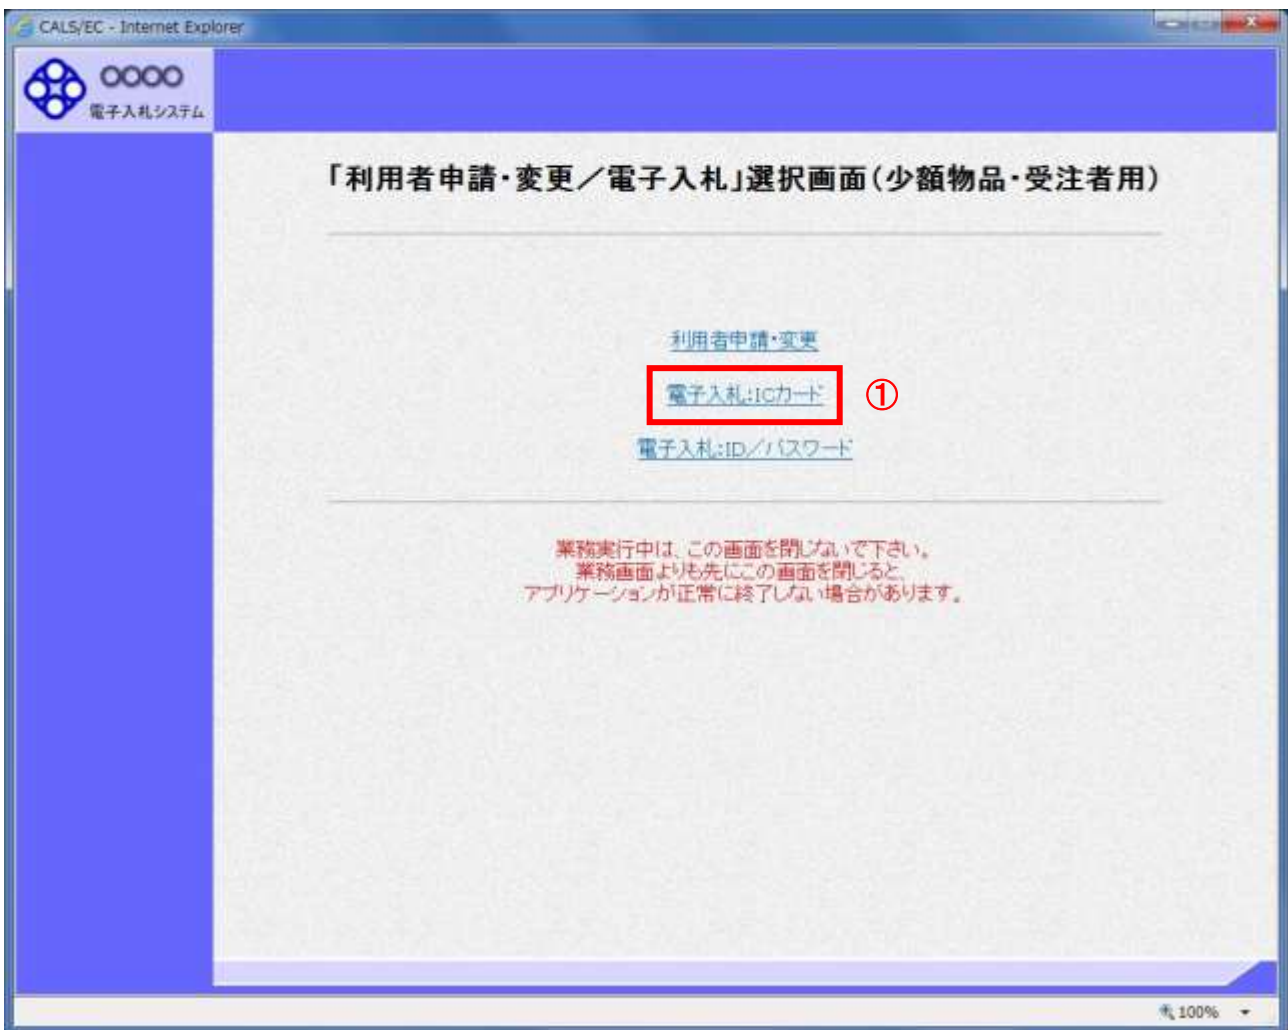 CALS/EC - Internet Explorer
○○○○
電子入札システム
「利用者申請・変更／電子入札」選択画面（少額物品・受注者用）
利用者申請・変更
電子入札:ICカード ①
電子入札:ID／パスワード
業務実行中は、この画面を閉じないで下さい。
業務画面よりも先にこの画面を閉じると、
アプリケーションが正常に終了しない場合があります。
100%